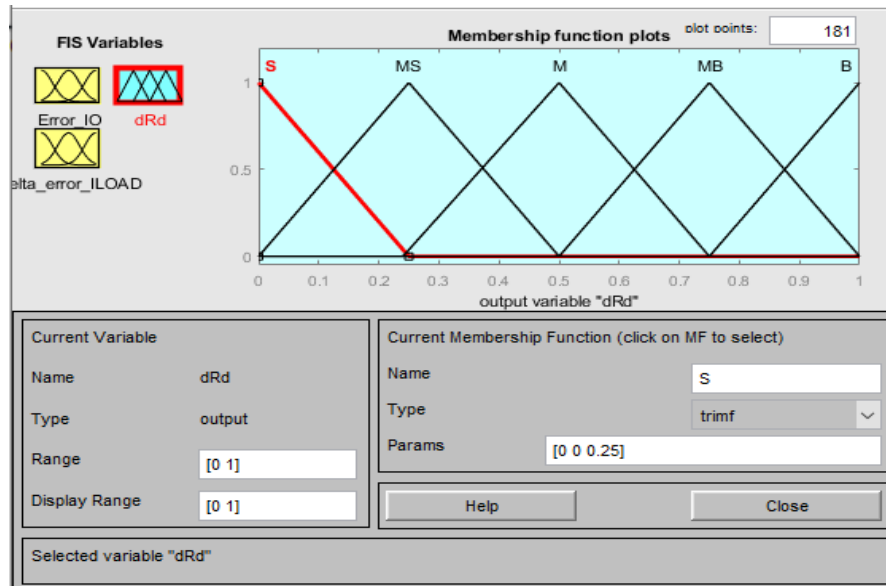 FIS Variables
Membership function plots
plot points:
181
Error_IO
dRd
elta_error_ILOAD
S
MS
M
MB
B
1
0.5
0
0
0.1
0.2
0.3
0.4
0.5
0.6
0.7
0.8
0.9
1
output variable "dRd"
Current Variable
Name
dRd
Type
output
Range
[0 1]
Display Range
[0 1]
Current Membership Function (click on MF to select)
Name
S
Type
trimf
Params
[0 0 0.25]
Help
Close
Selected variable "dRd"